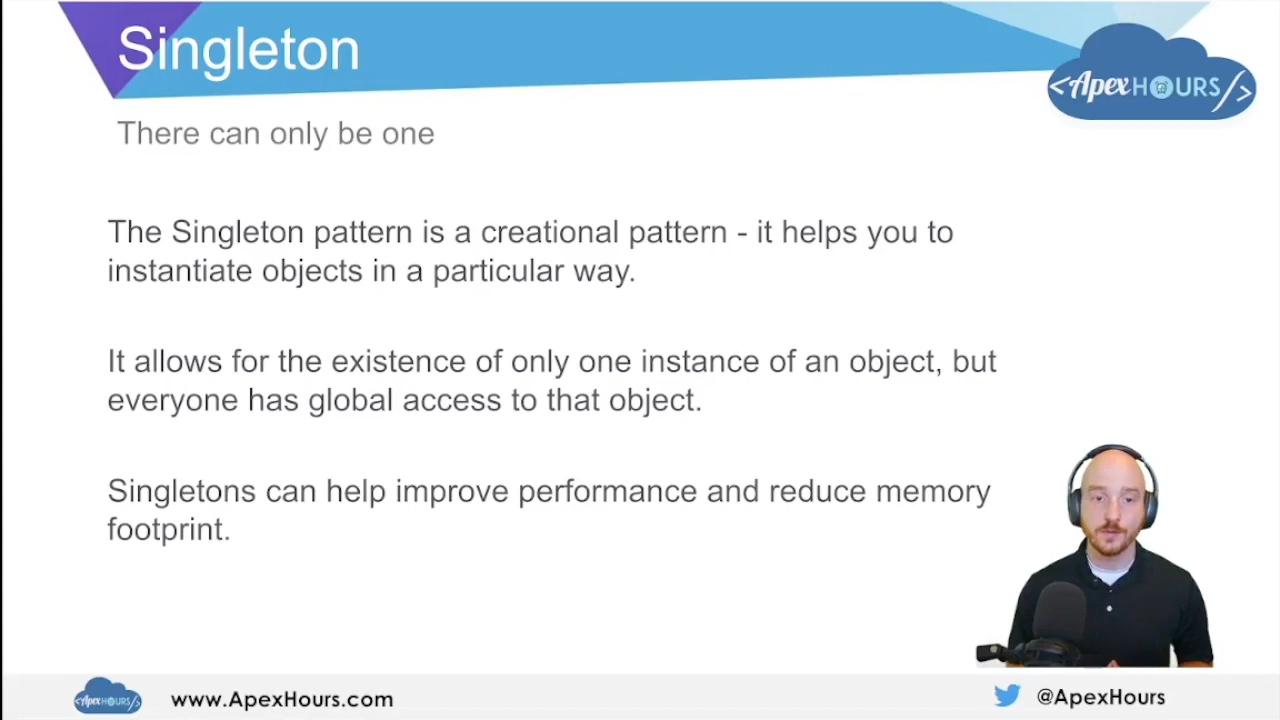 Singleton
<ApexHOURS/>
There can only be one
The Singleton pattern is a creational pattern - it helps you to
instantiate objects in a particular way.
It allows for the existence of only one instance of an object, but
everyone has global access to that object.
Singletons can help improve performance and reduce memory
footprint.
<ApexHOURS/>
www.ApexHours.com
@ApexHours